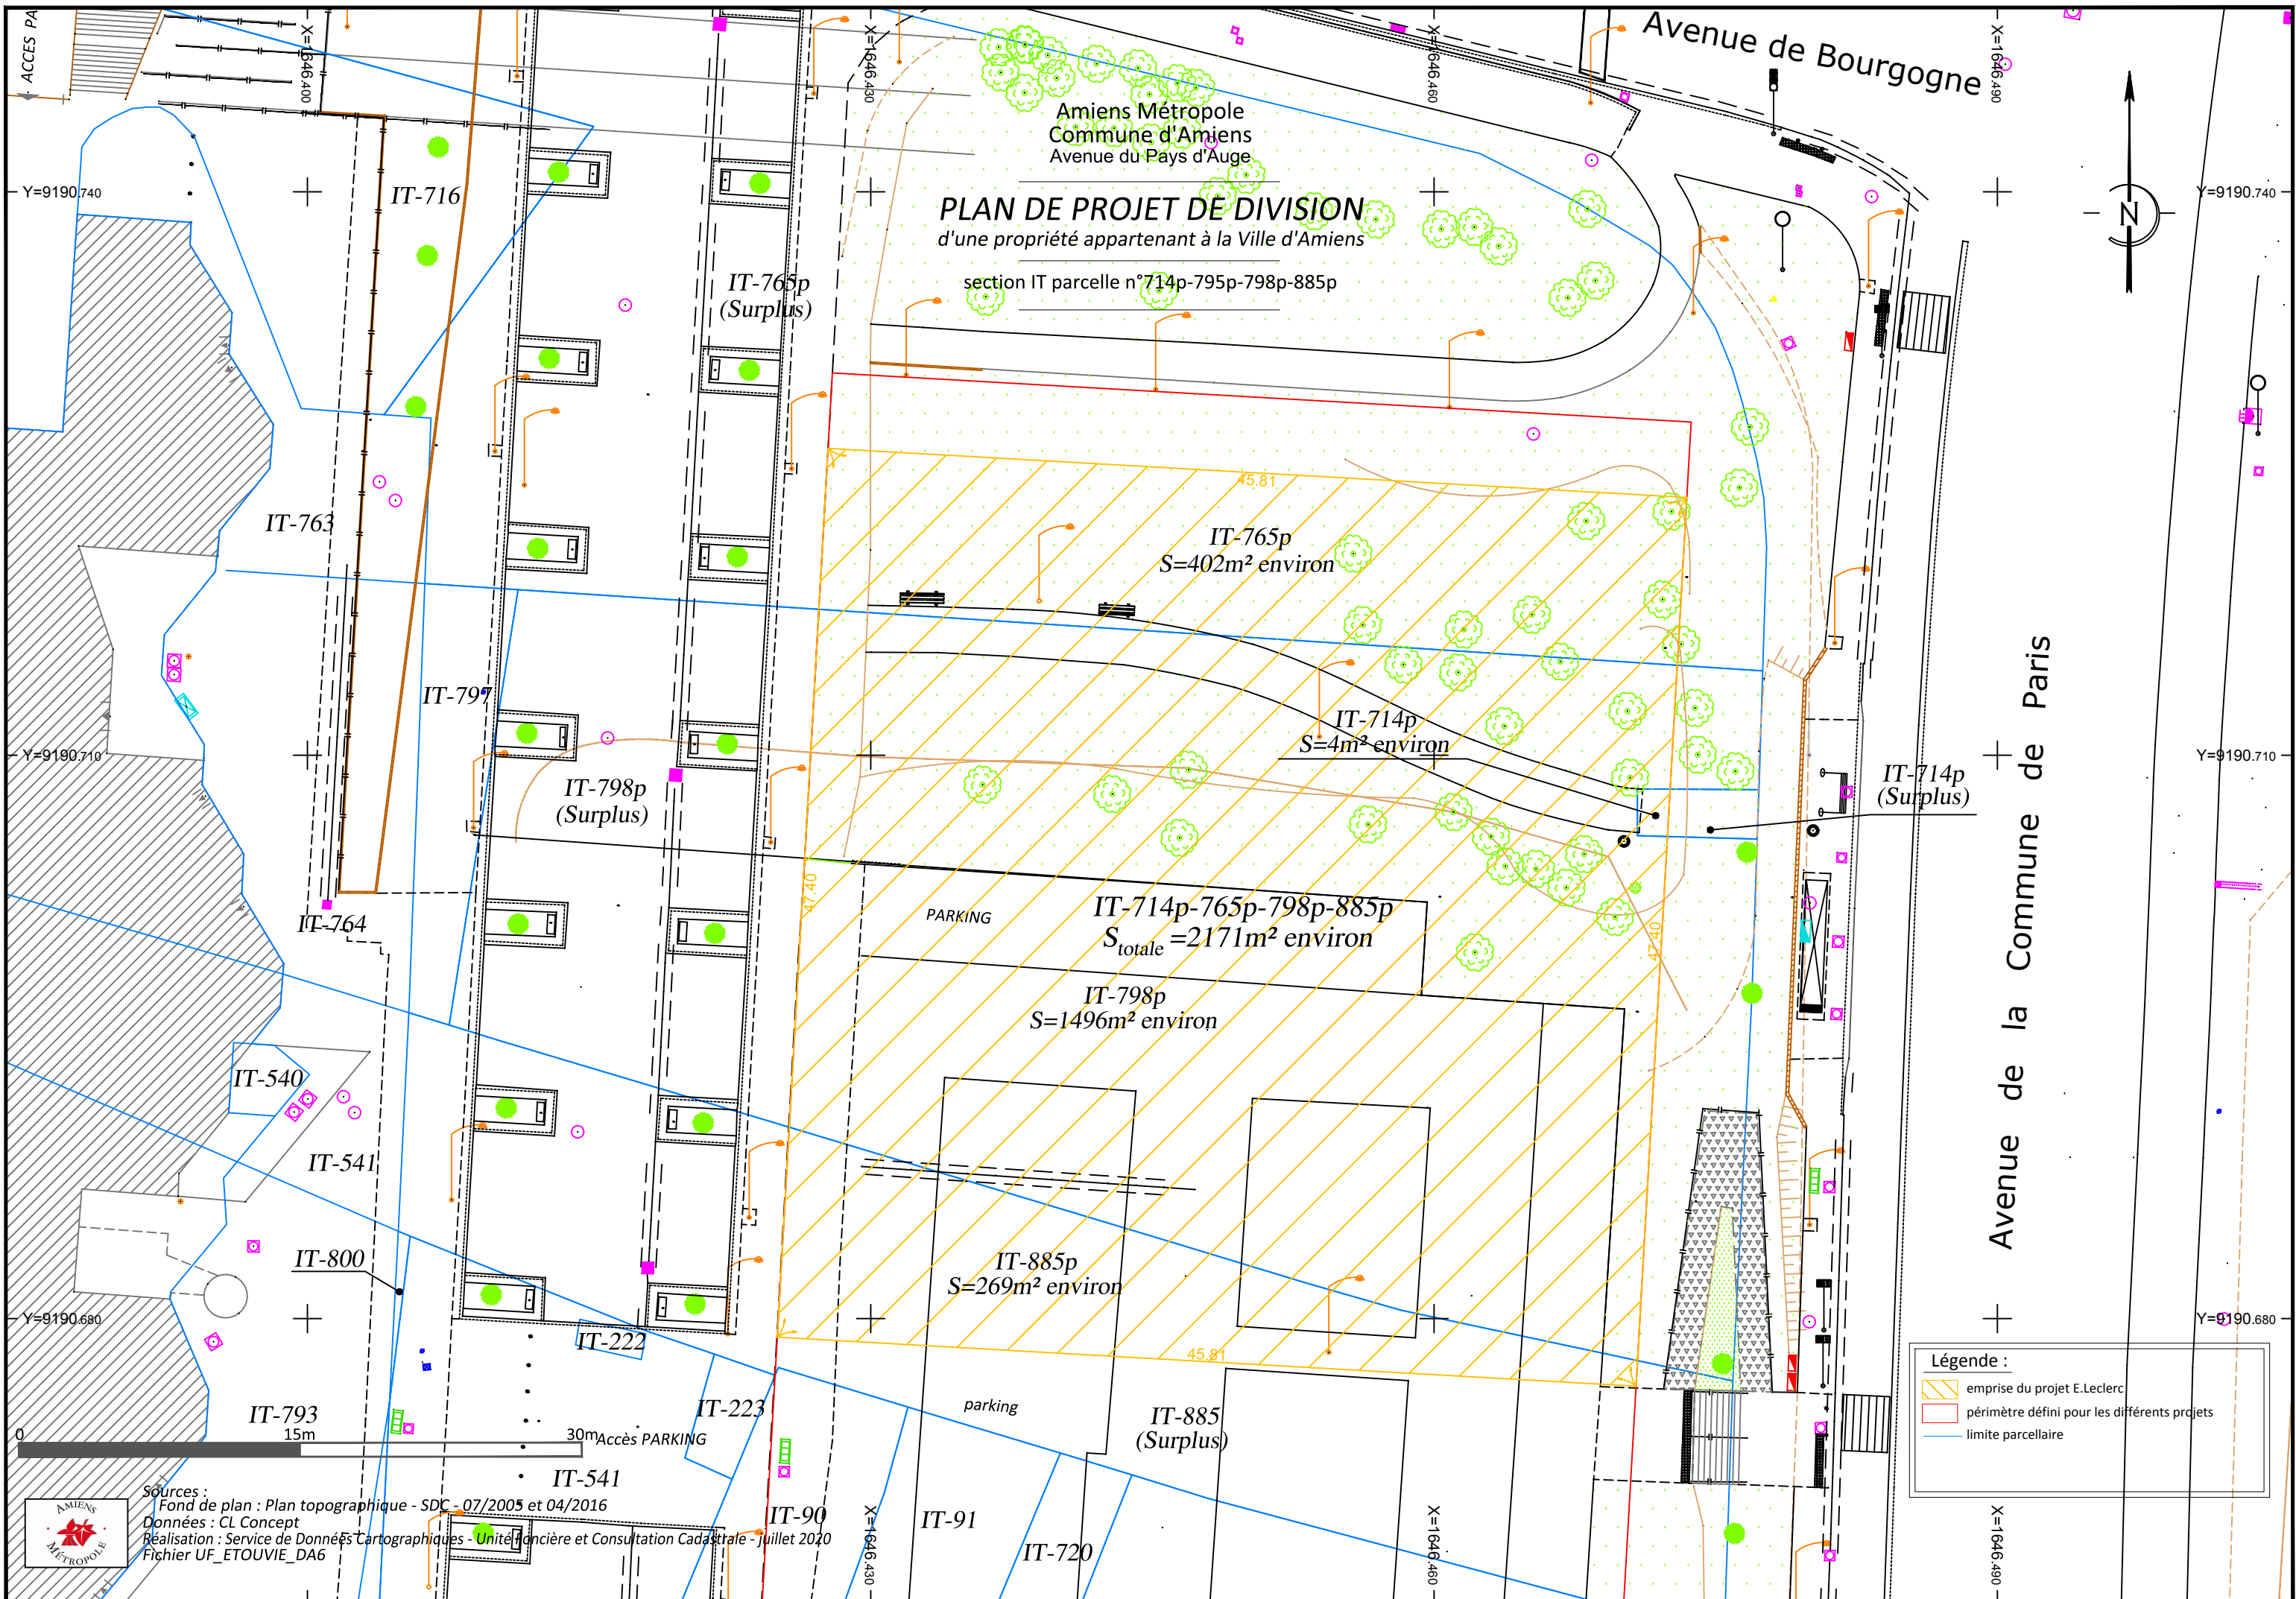 ACCES PA
X=1646.400
X=1646.430
X=1646.460
X=1646.490
Avenue de Bourgogne
Amiens Métropole
Commune d'Amiens
Avenue du Pays d'Auge
PLAN DE PROJET DE DIVISION
d'une propriété appartenant à la Ville d'Amiens
section IT parcelle n°714p-795p-798p-885p
Y=9190.740
Y=9190.740
N
IT-716
IT-765p
(Surplus)
45.81
IT-763
IT-765p
S=402m² environ
IT-797
IT-714p
S=4m² environ
Y=9190.710
Y=9190.710
IT-798p
(Surplus)
IT-714p
(Surplus)
Avenue de la Commune de Paris
47.40
47.40
PARKING
IT-714p-765p-798p-885p
Stotale =2171m² environ
IT-764
IT-798p
S=1496m² environ
IT-540
IT-541
IT-800
IT-885p
S=269m² environ
Y=9190.680
Y=9190.680
IT-222
45.81
Légende :
emprise du projet E.Leclerc
périmètre défini pour les différents projets
limite parcellaire
IT-793
IT-223
parking
IT-885
(Surplus)
0
15m
30m
Accès PARKING
IT-541
IT-90
IT-91
IT-720
X=1646.430
X=1646.460
X=1646.490
AMIENS
MÉTROPOLE
Sources :
Fond de plan : Plan topographique - SDC - 07/2005 et 04/2016
Données : CL Concept
Réalisation : Service de Données Cartographiques - Unité Foncière et Consultation Cadastrale - juillet 2020
Fichier UF_ETOUVIE_DA6